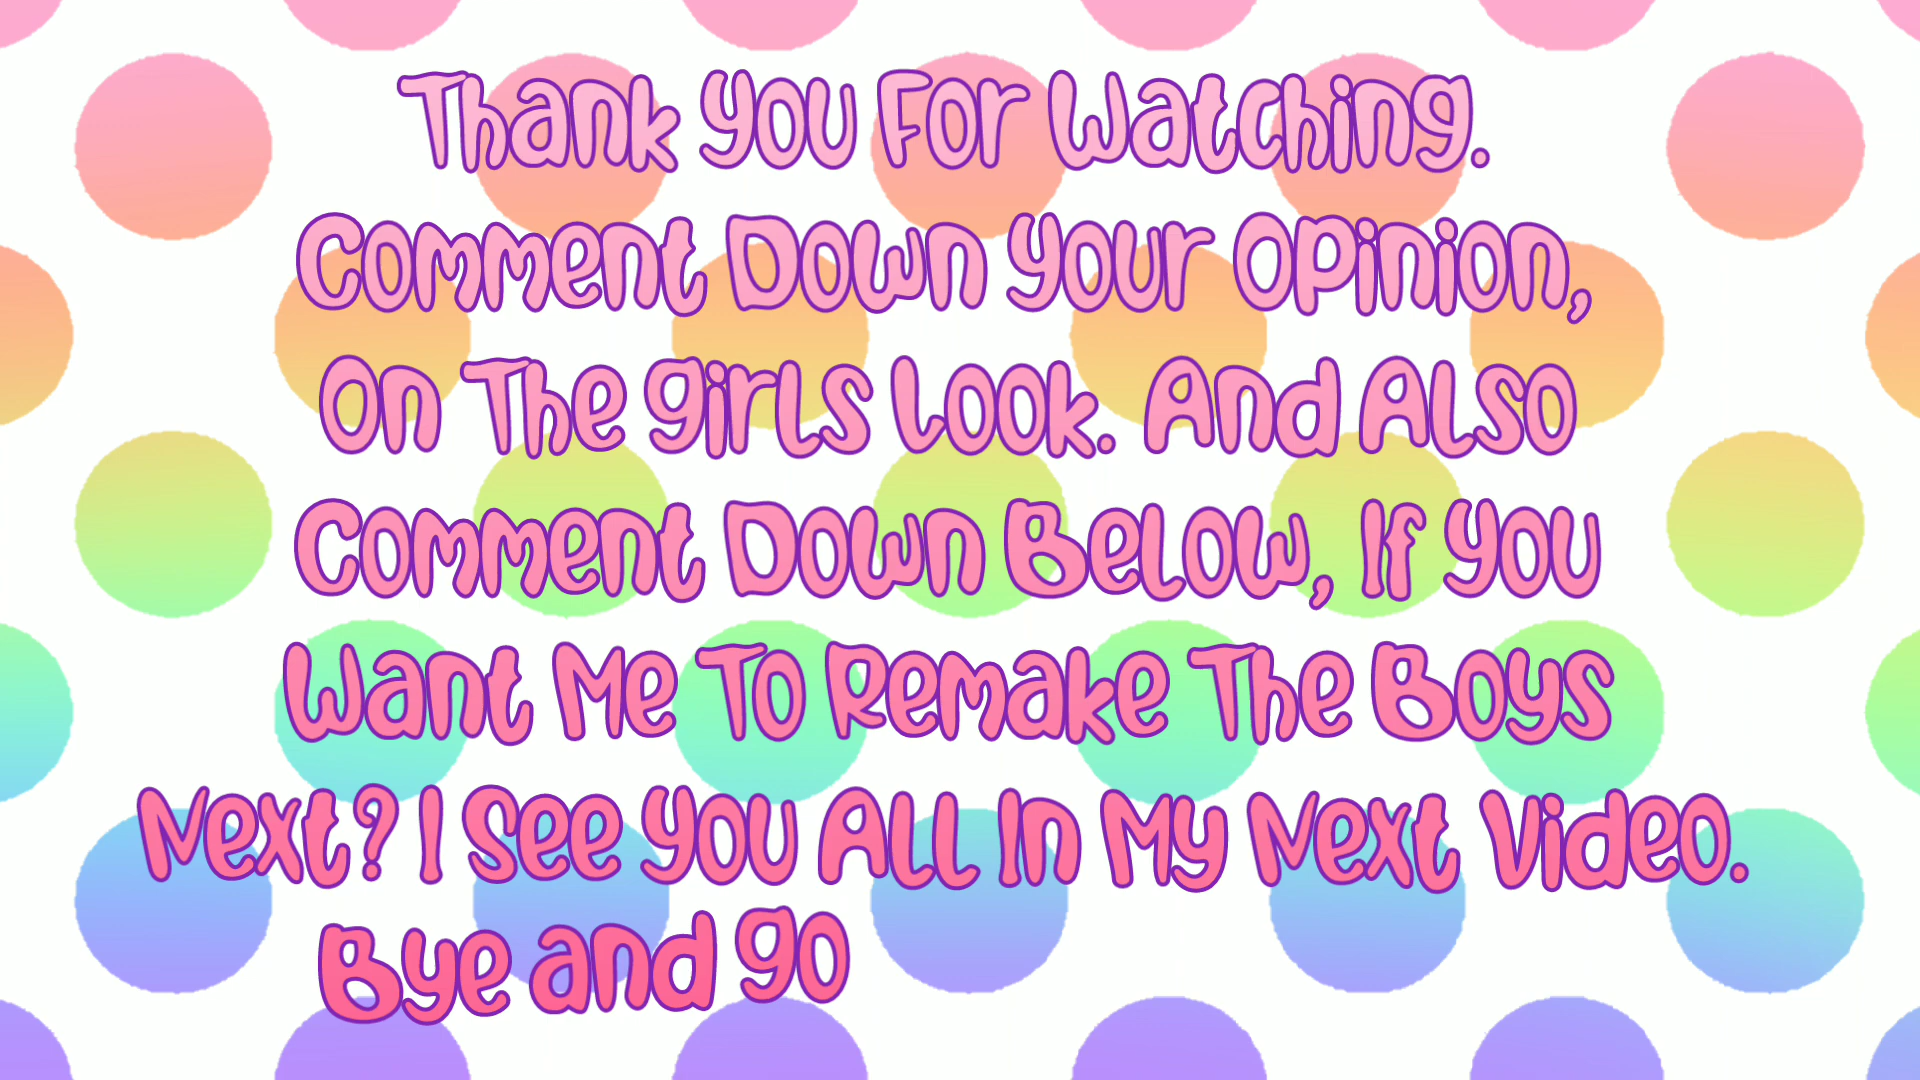 Thank You For Watching.
Comment Down Your Opinion,
On The girls Look. And Also
Comment Down Below, If You
Want Me To Remake The Boys
Next? I See You All In My Next Video.
Bye and go